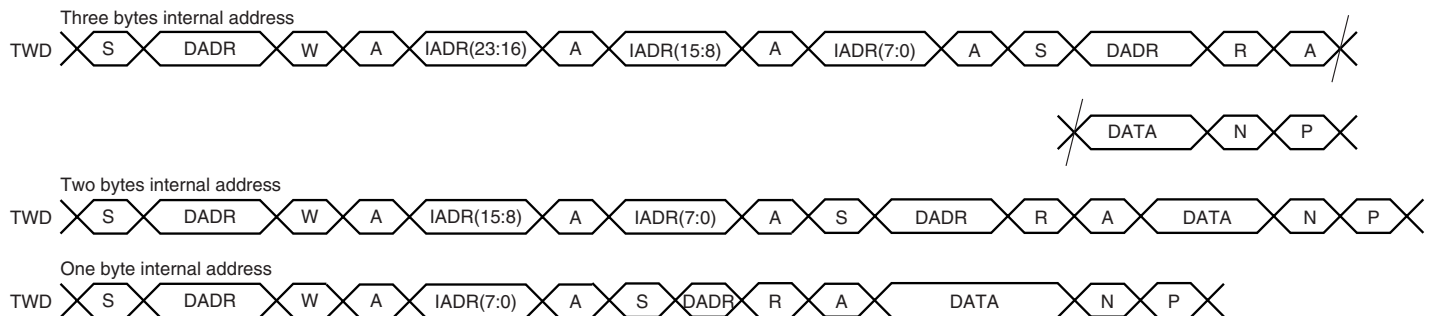 Three bytes internal address
TWD S DADR W A IADR(23:16) A IADR(15:8) A IADR(7:0) A S DADR R A
DATA N P
Two bytes internal address
TWD S DADR W A IADR(15:8) A IADR(7:0) A S DADR R A DATA N P
One byte internal address
TWD S DADR W A IADR(7:0) A S DADR R A DATA N P